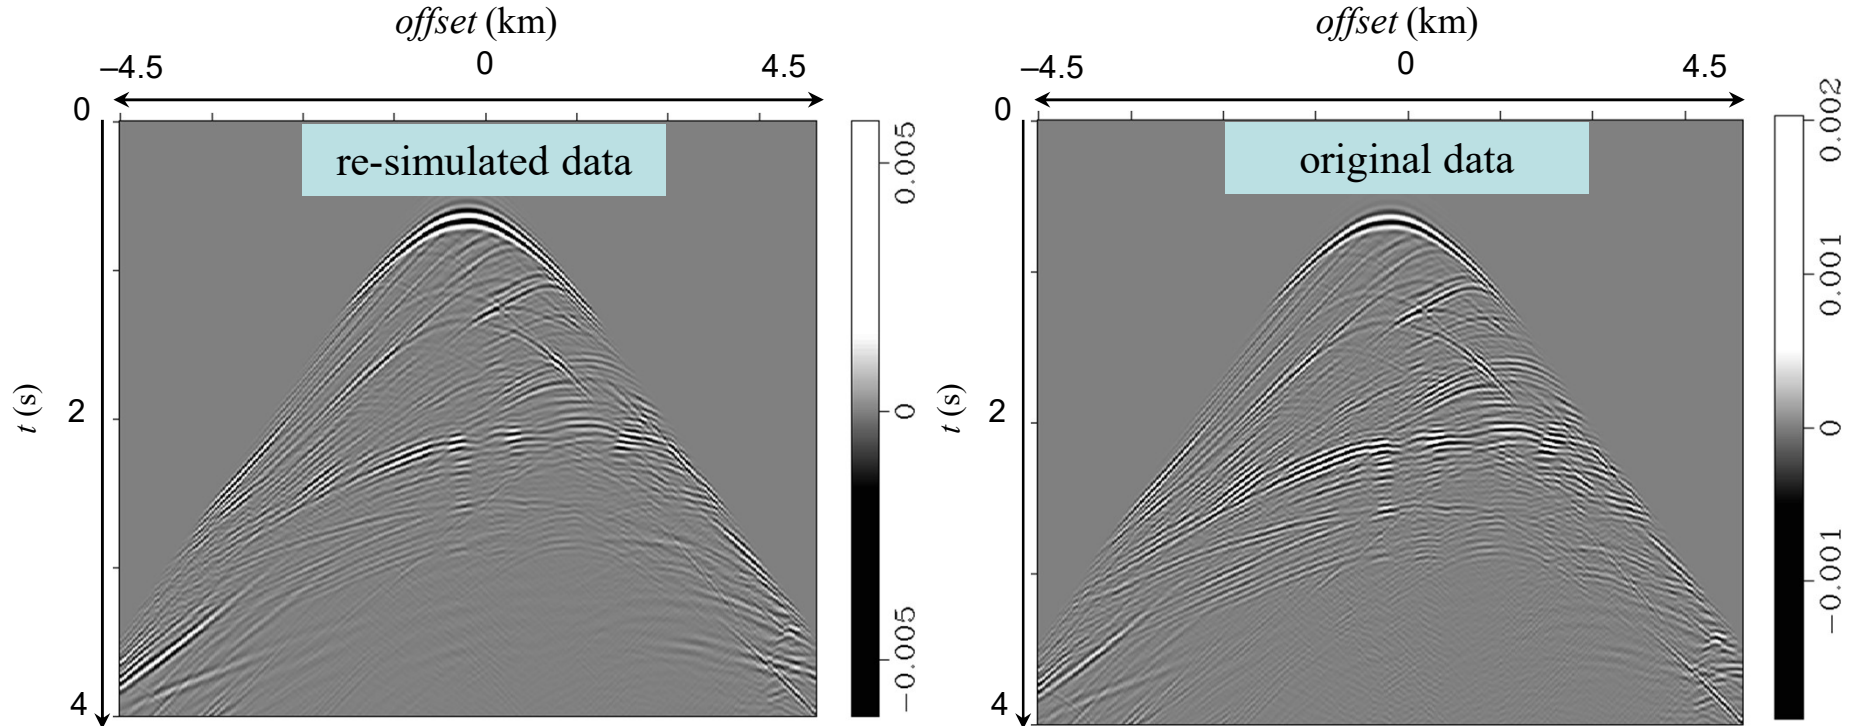 offset (km)
–4.5 0 4.5
0
re-simulated data
t (s)
2
4
0.005
0
−0.005
offset (km)
–4.5 0 4.5
0
original data
t (s)
2
4
0.002
0.001
0
−0.001